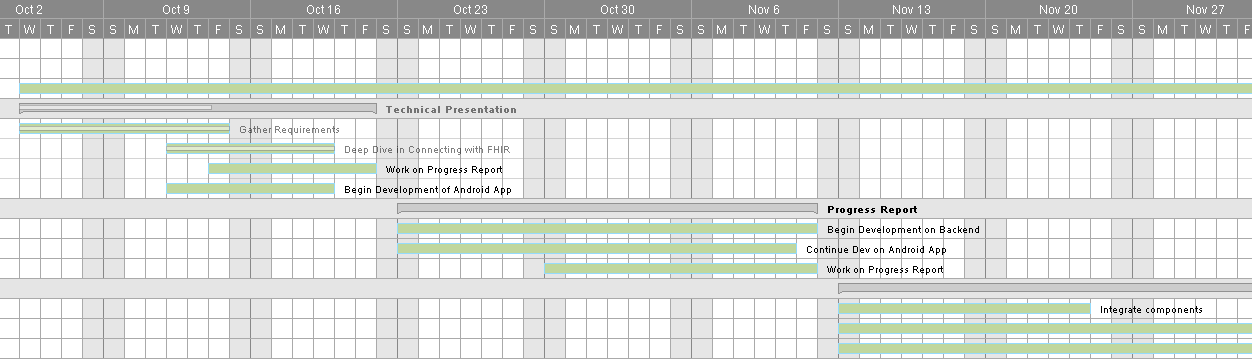 Oct 2 Oct 9 Oct 16 Oct 23 Oct 30 Nov 6 Nov 13 Nov 20 Nov 27
T W T F S S M T W T F S S M T W T F S S M T W T F S S M T W T F S S M T W T F S S M T W T F S S M T W T F S S M T W T F
Technical Presentation
Gather Requirements
Deep Dive in Connecting with FHIR
Work on Progress Report
Begin Development of Android App
Progress Report
Begin Development on Backend
Continue Dev on Android App
Work on Progress Report
Integrate components